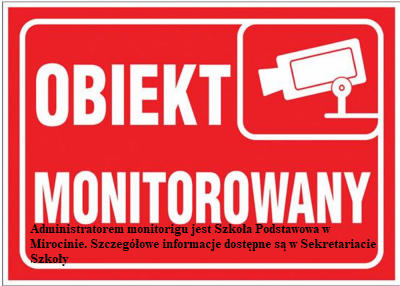 OBIEKT
MONITOROWANY
Administratorem monitorigu jest Szkoła Podstawowa w
Mirocinie. Szczegółowe informacje dostępne są w Sekretariacie
Szkoły